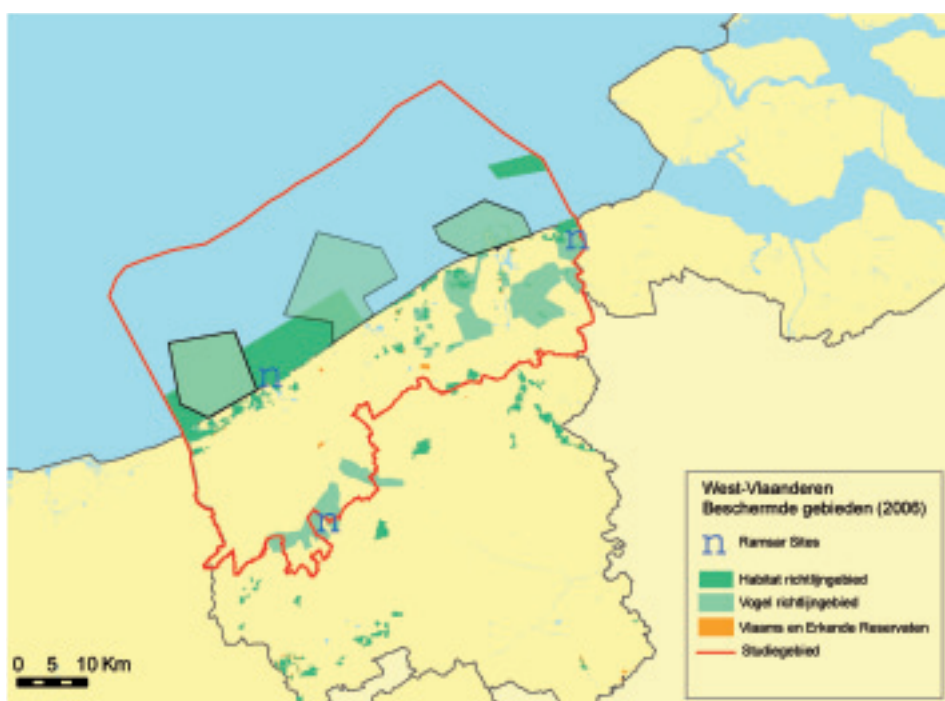 n
n
n
West-Vlaanderen
Beschermde gebieden (2006)
n Ramsar Sites
Habitat richtlijngebied
Vogel richtlijngebied
Vlaams en Erkende Reservaten
Studiegebied
0 5 10 Km